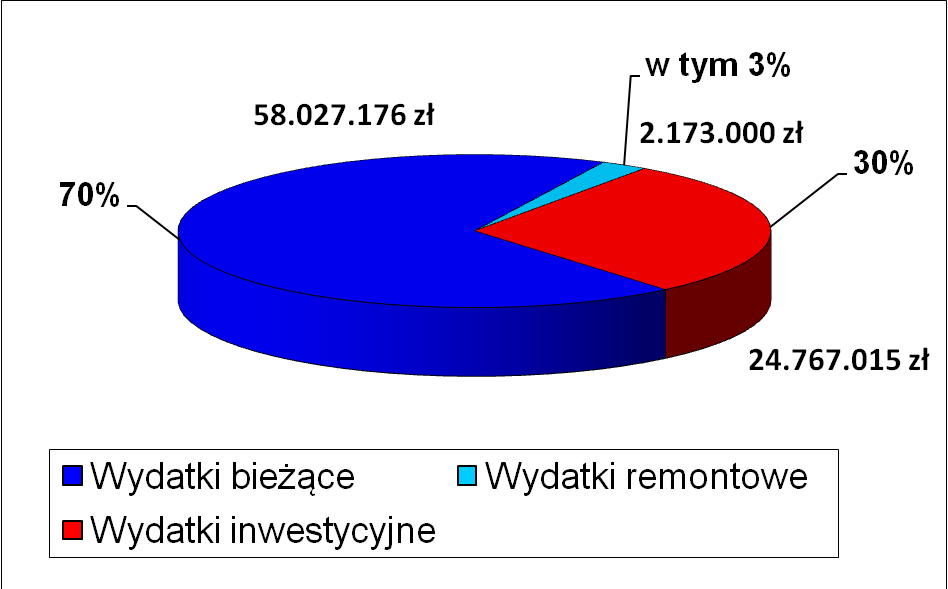 w tym 3%
58.027.176 zł
2.173.000 zł
30%
70%
24.767.015 zł
Wydatki bieżące
Wydatki remontowe
Wydatki inwestycyjne